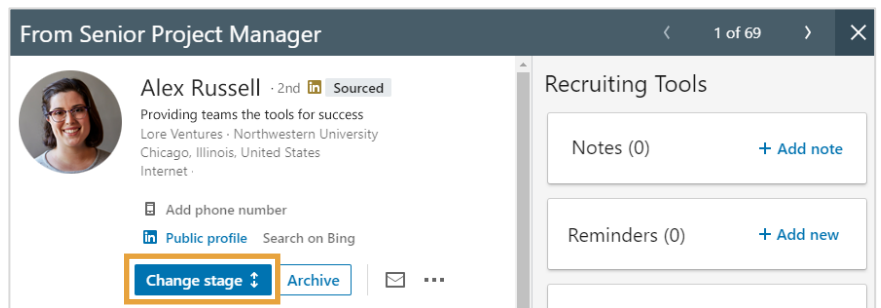 From Senior Project Manager
1 of 69
Alex Russell · 2nd in Sourced
Providing teams the tools for success
Lore Ventures · Northwestern University
Chicago, Illinois, United States
Internet ·
Add phone number
in Public profile Search on Bing
Change stage Archive
Recruiting Tools
Notes (0) + Add note
Reminders (0) + Add new